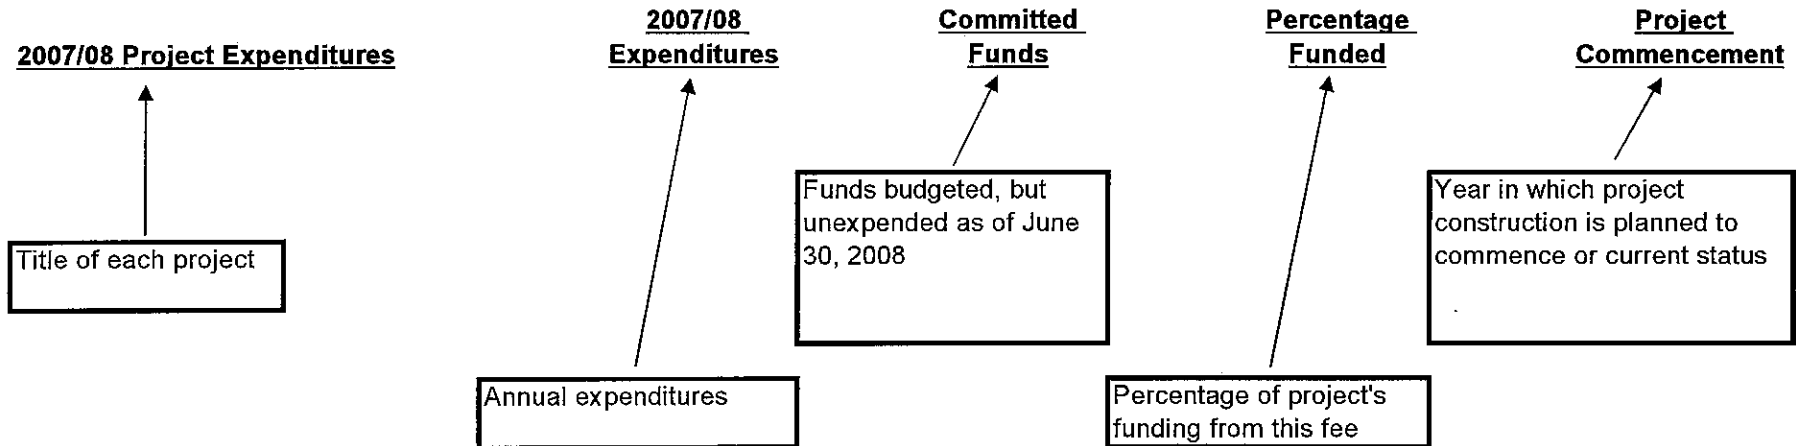 2007/08 Project Expenditures
2007/08
Expenditures
Committed
Funds
Percentage
Funded
Project
Commencement
Title of each project
Annual expenditures
Funds budgeted, but
unexpended as of June
30, 2008
Percentage of project's
funding from this fee
Year in which project
construction is planned to
commence or current status